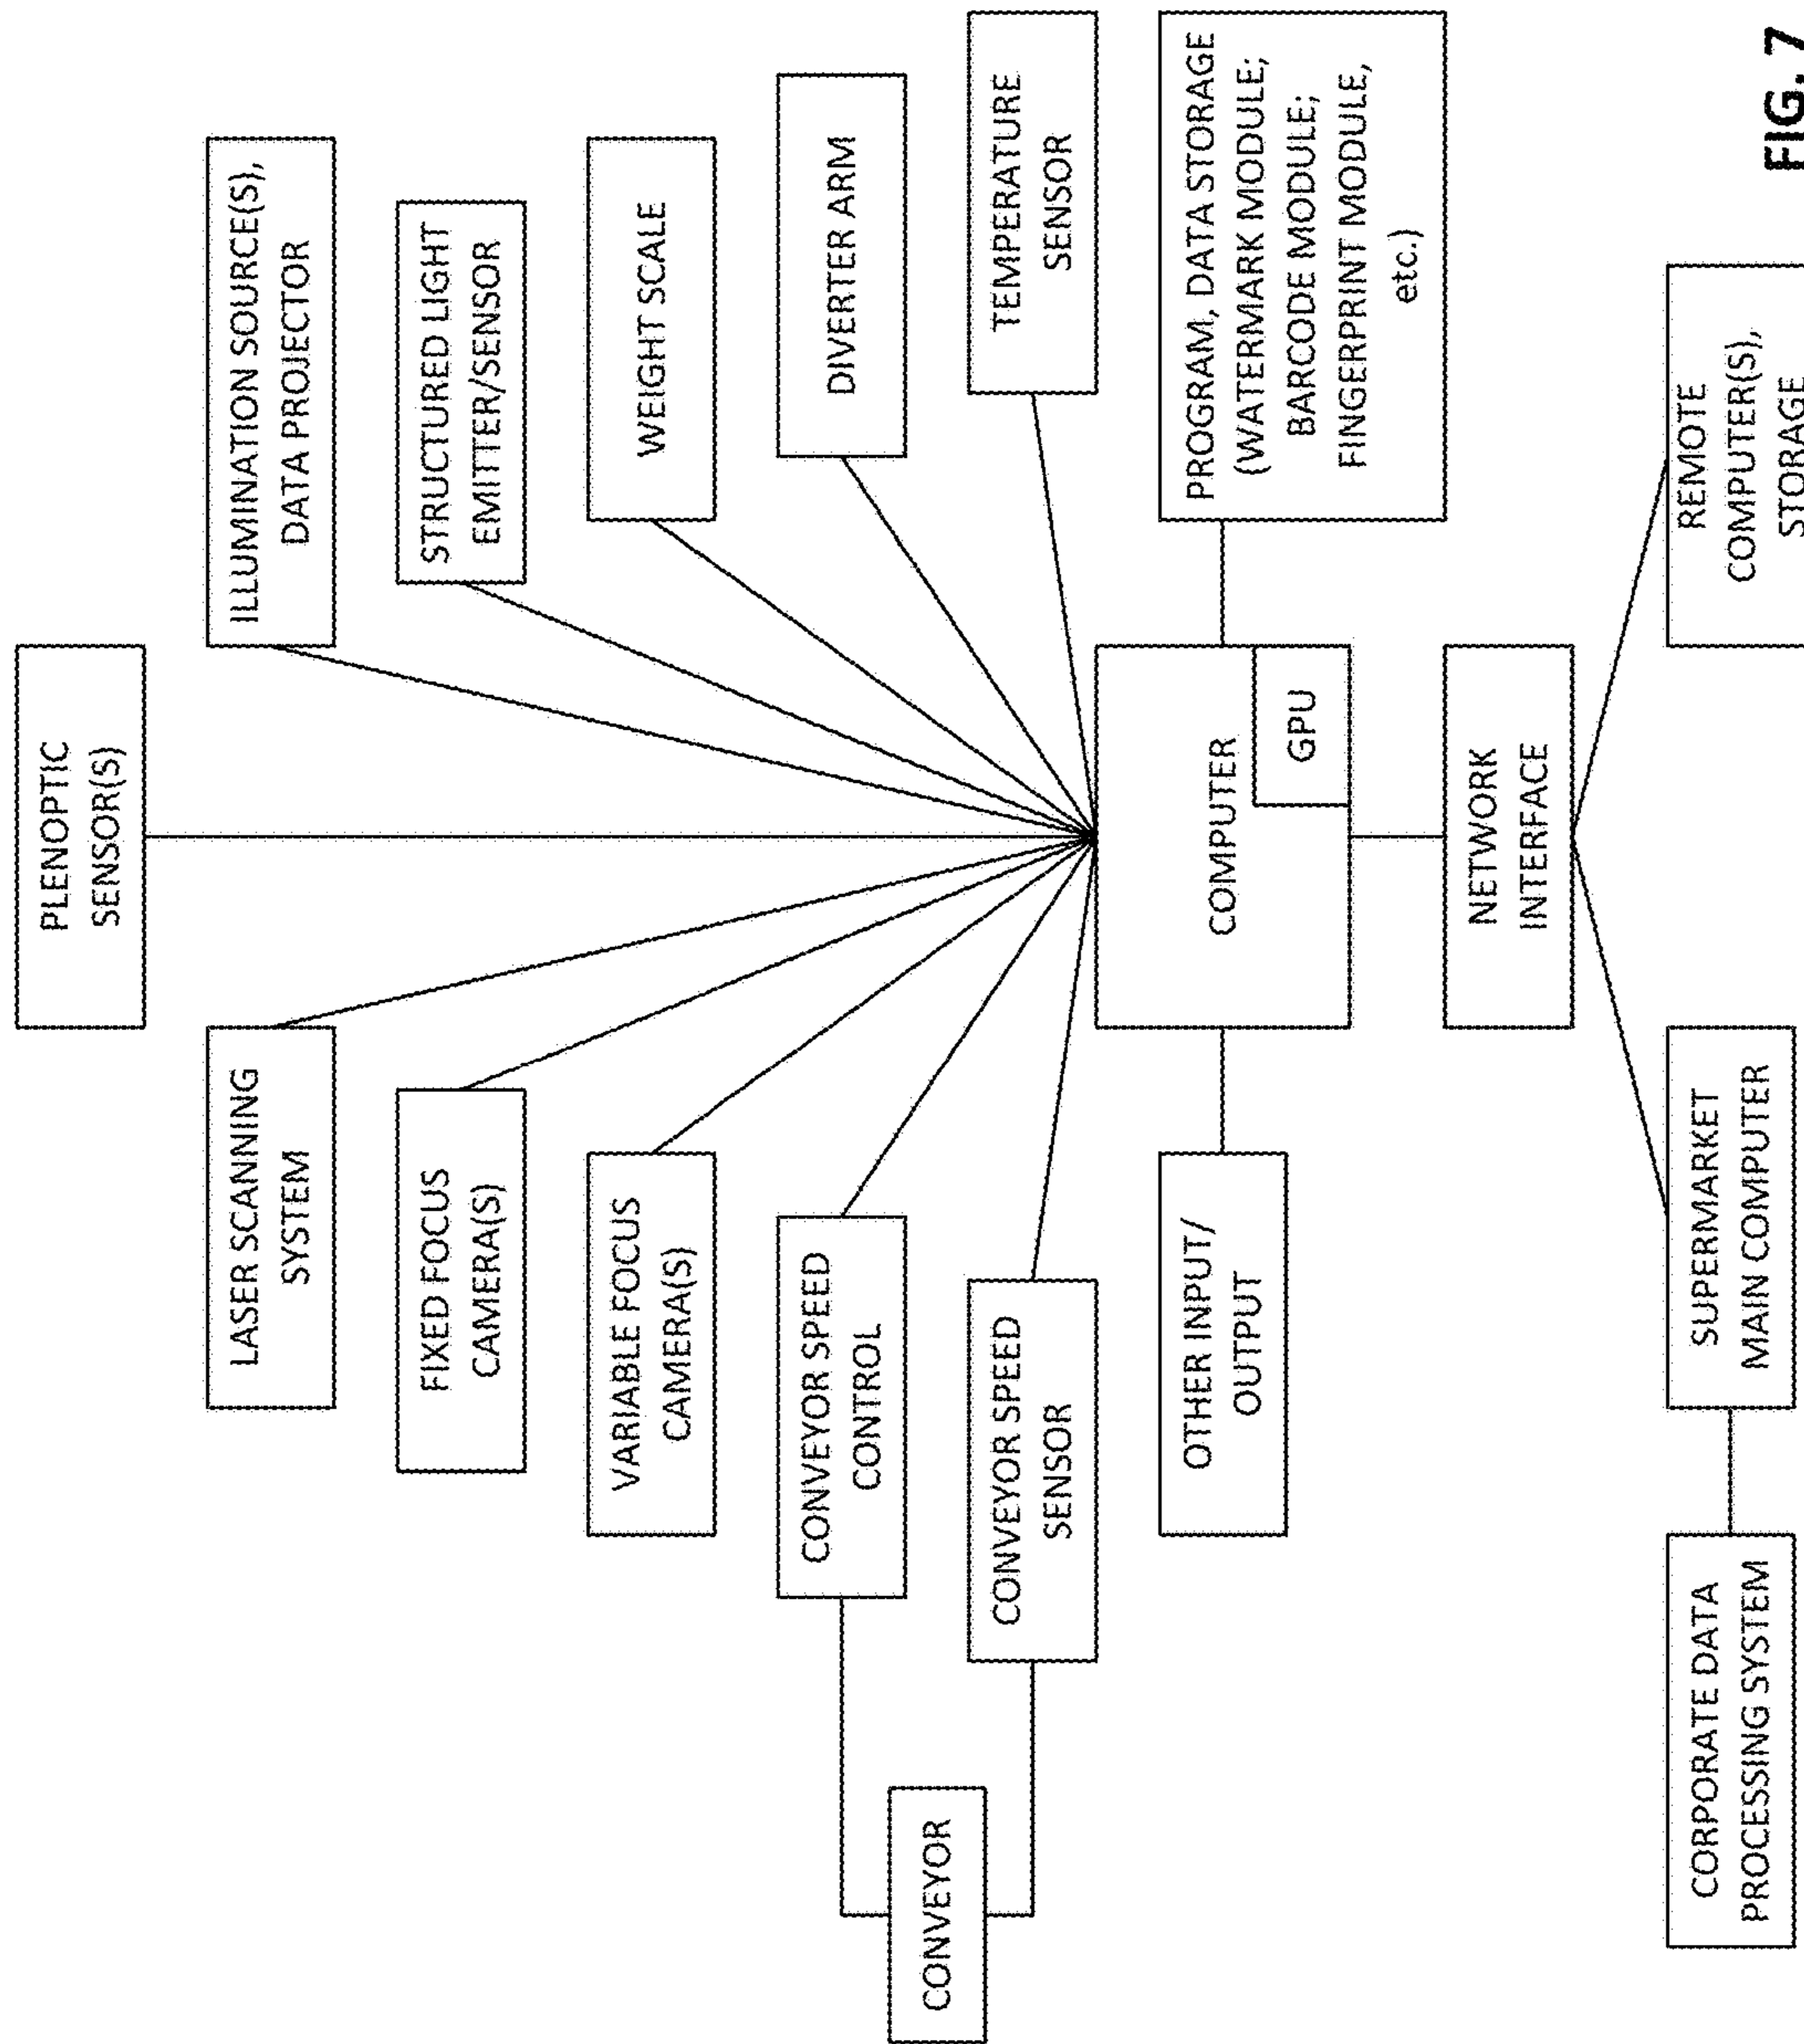 PLENOPTIC
SENSOR(S)
LASER SCANNING
SYSTEM
ILLUMINATION SOURCE(S),
DATA PROJECTOR
FIXED FOCUS
CAMERA(S)
STRUCTURED LIGHT
EMITTER/SENSOR
VARIABLE FOCUS
CAMERA(S)
WEIGHT SCALE
CONVEYOR SPEED
CONTROL
DIVERTER ARM
CONVEYOR
CONVEYOR SPEED
SENSOR
TEMPERATURE
SENSOR
OTHER INPUT/
OUTPUT
COMPUTER
GPU
PROGRAM, DATA STORAGE
(WATERMARK MODULE;
BARCODE MODULE;
FINGERPRINT MODULE,
etc.)
NETWORK
INTERFACE
CORPORATE DATA
PROCESSING SYSTEM
SUPERMARKET
MAIN COMPUTER
REMOTE
COMPUTER(S),
STORAGE
FIG. 7